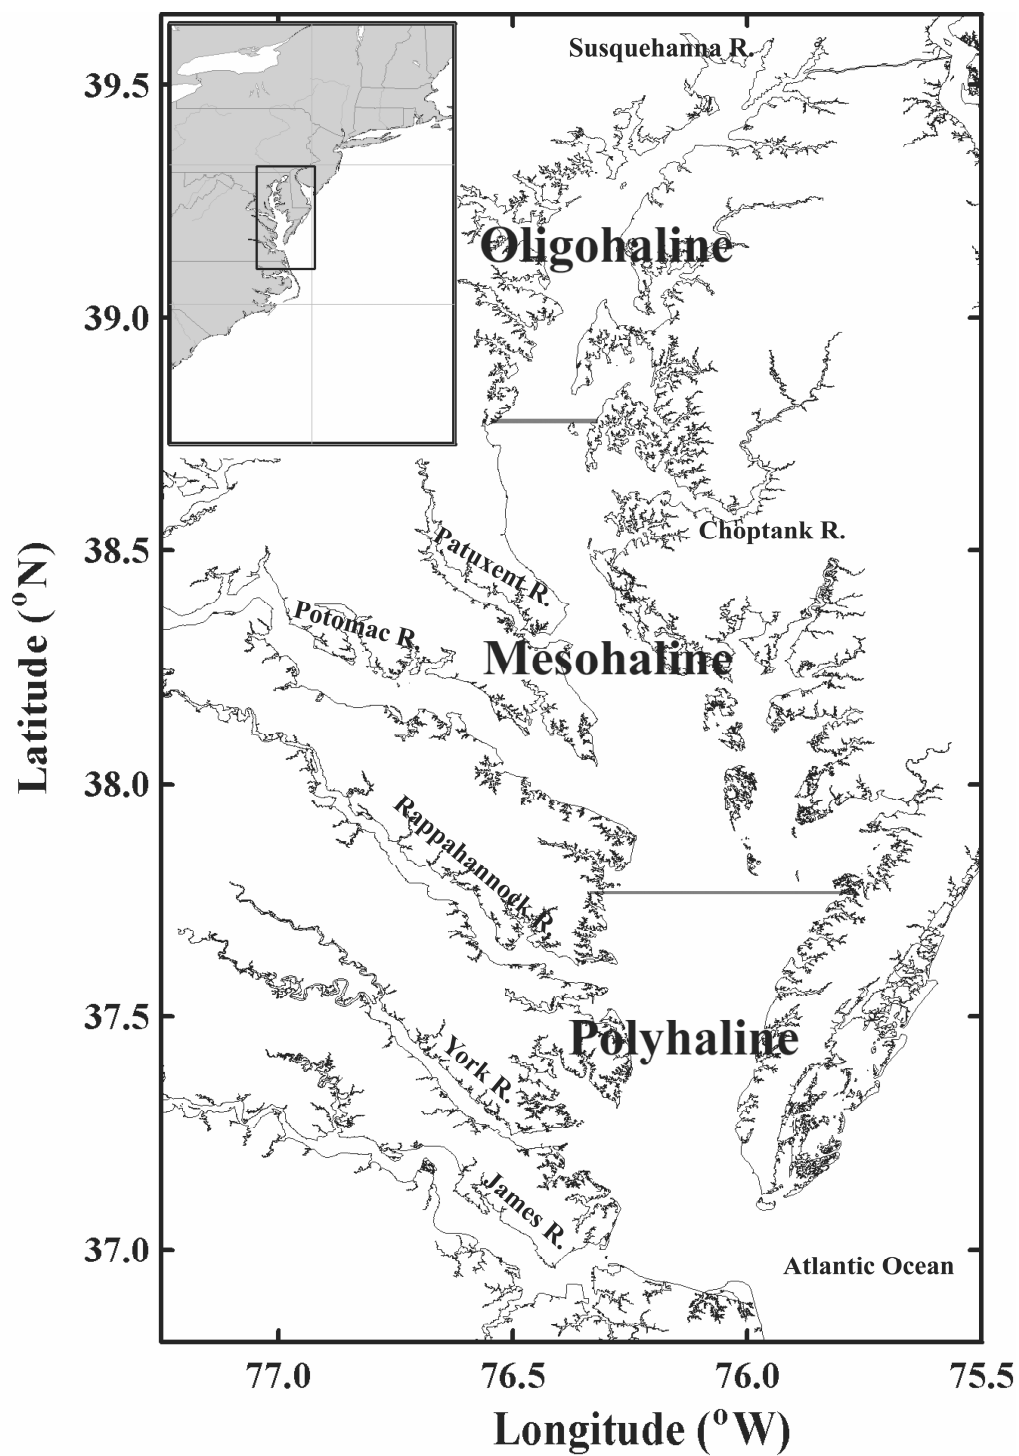 Susquehanna R.
39.5
Oligohaline
39.0
Choptank R.
38.5
Patuxent R.
Potomac R.
Mesohaline
Latitude (°N)
38.0
Rappahannock R.
37.5
Polyhaline
York R.
James R.
37.0
Atlantic Ocean
77.0 76.5 76.0 75.5
Longitude (°W)